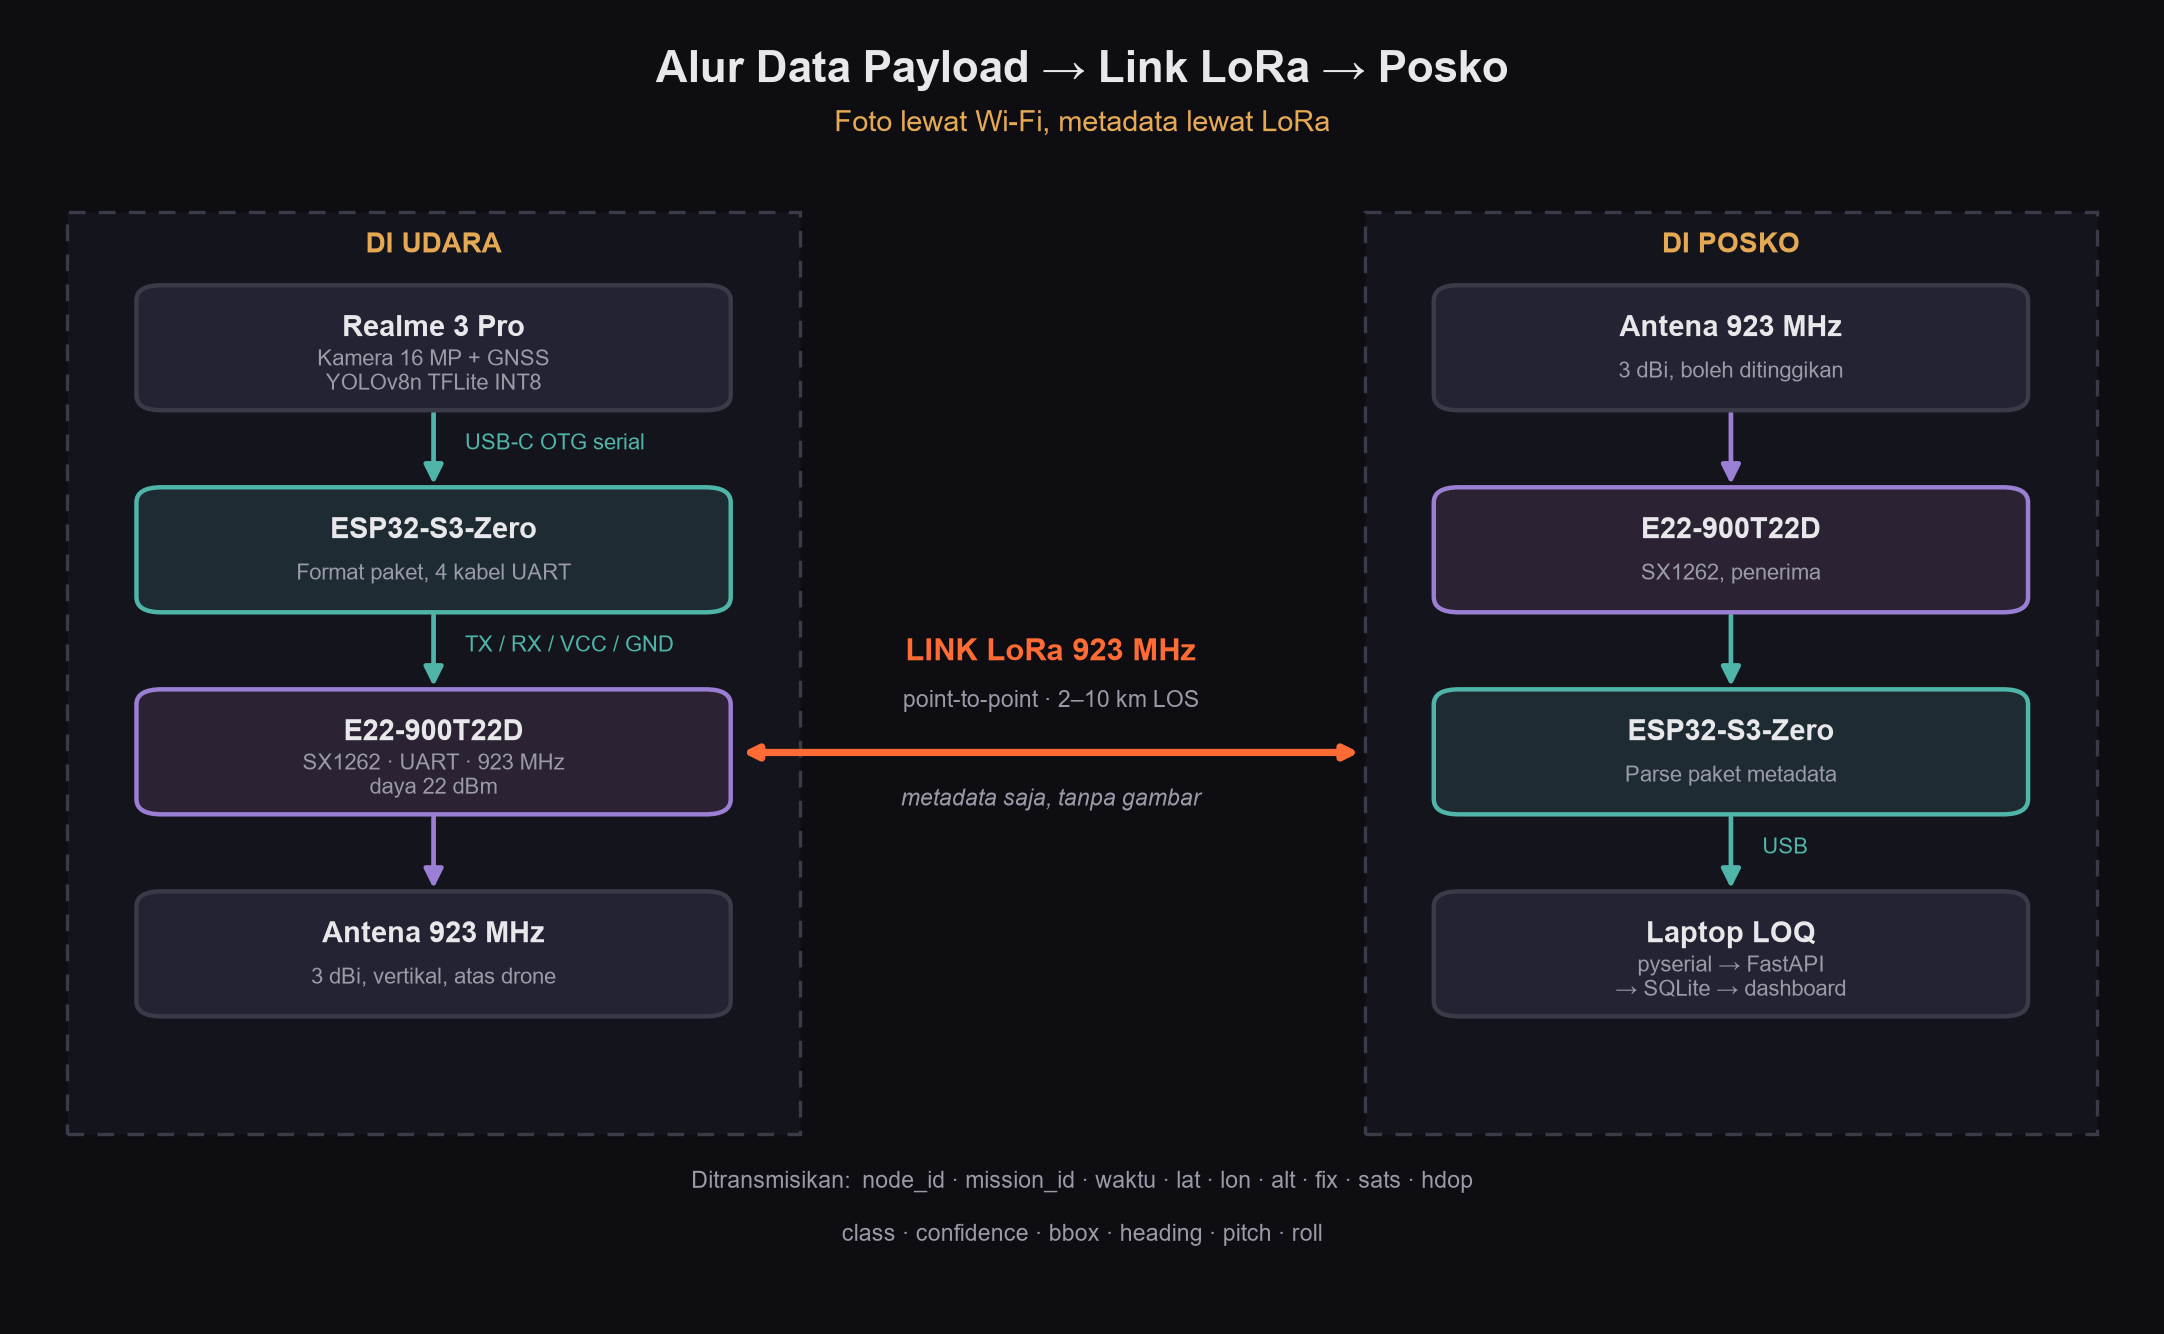 Alur Data Payload → Link LoRa → Posko
Foto lewat Wi-Fi, metadata lewat LoRa
DI UDARA
Realme 3 Pro
Kamera 16 MP + GNSS
YOLOv8n TFLite INT8
USB-C OTG serial
ESP32-S3-Zero
Format paket, 4 kabel UART
TX / RX / VCC / GND
E22-900T22D
SX1262 · UART · 923 MHz
daya 22 dBm
Antena 923 MHz
3 dBi, vertikal, atas drone
LINK LoRa 923 MHz
point-to-point · 2–10 km LOS
metadata saja, tanpa gambar
DI POSKO
Antena 923 MHz
3 dBi, boleh ditinggikan
E22-900T22D
SX1262, penerima
ESP32-S3-Zero
Parse paket metadata
USB
Laptop LOQ
pyserial → FastAPI
→ SQLite → dashboard
Ditransmisikan: node_id · mission_id · waktu · lat · lon · alt · fix · sats · hdop
class · confidence · bbox · heading · pitch · roll